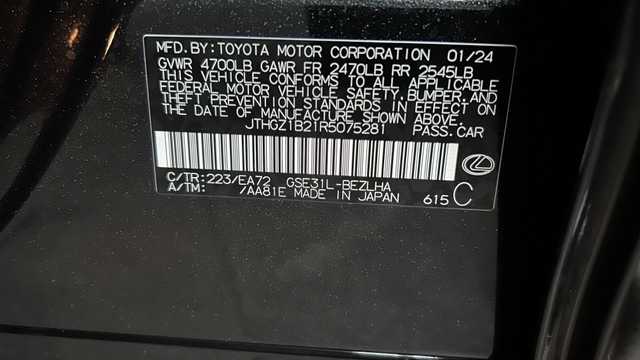 MFD.BY:TOYOTA MOTOR CORPORATION 01/24
GVWR 4700LB GAWR FR 2470LB RR 2545LB
THIS VEHICLE CONFORMS TO ALL APPLICABLE
FEDERAL MOTOR VEHICLE SAFETY, BUMPER, AND
THEFT PREVENTION STANDARDS IN EFFECT ON
THE DATE OF MANUFACTURE SHOWN ABOVE.
JTHGZ1B21R5075281 PASS.CAR
C/TR:223/EA72 GSE31L-BEZLHA
A/TM: /AA81E MADE IN JAPAN 615 C